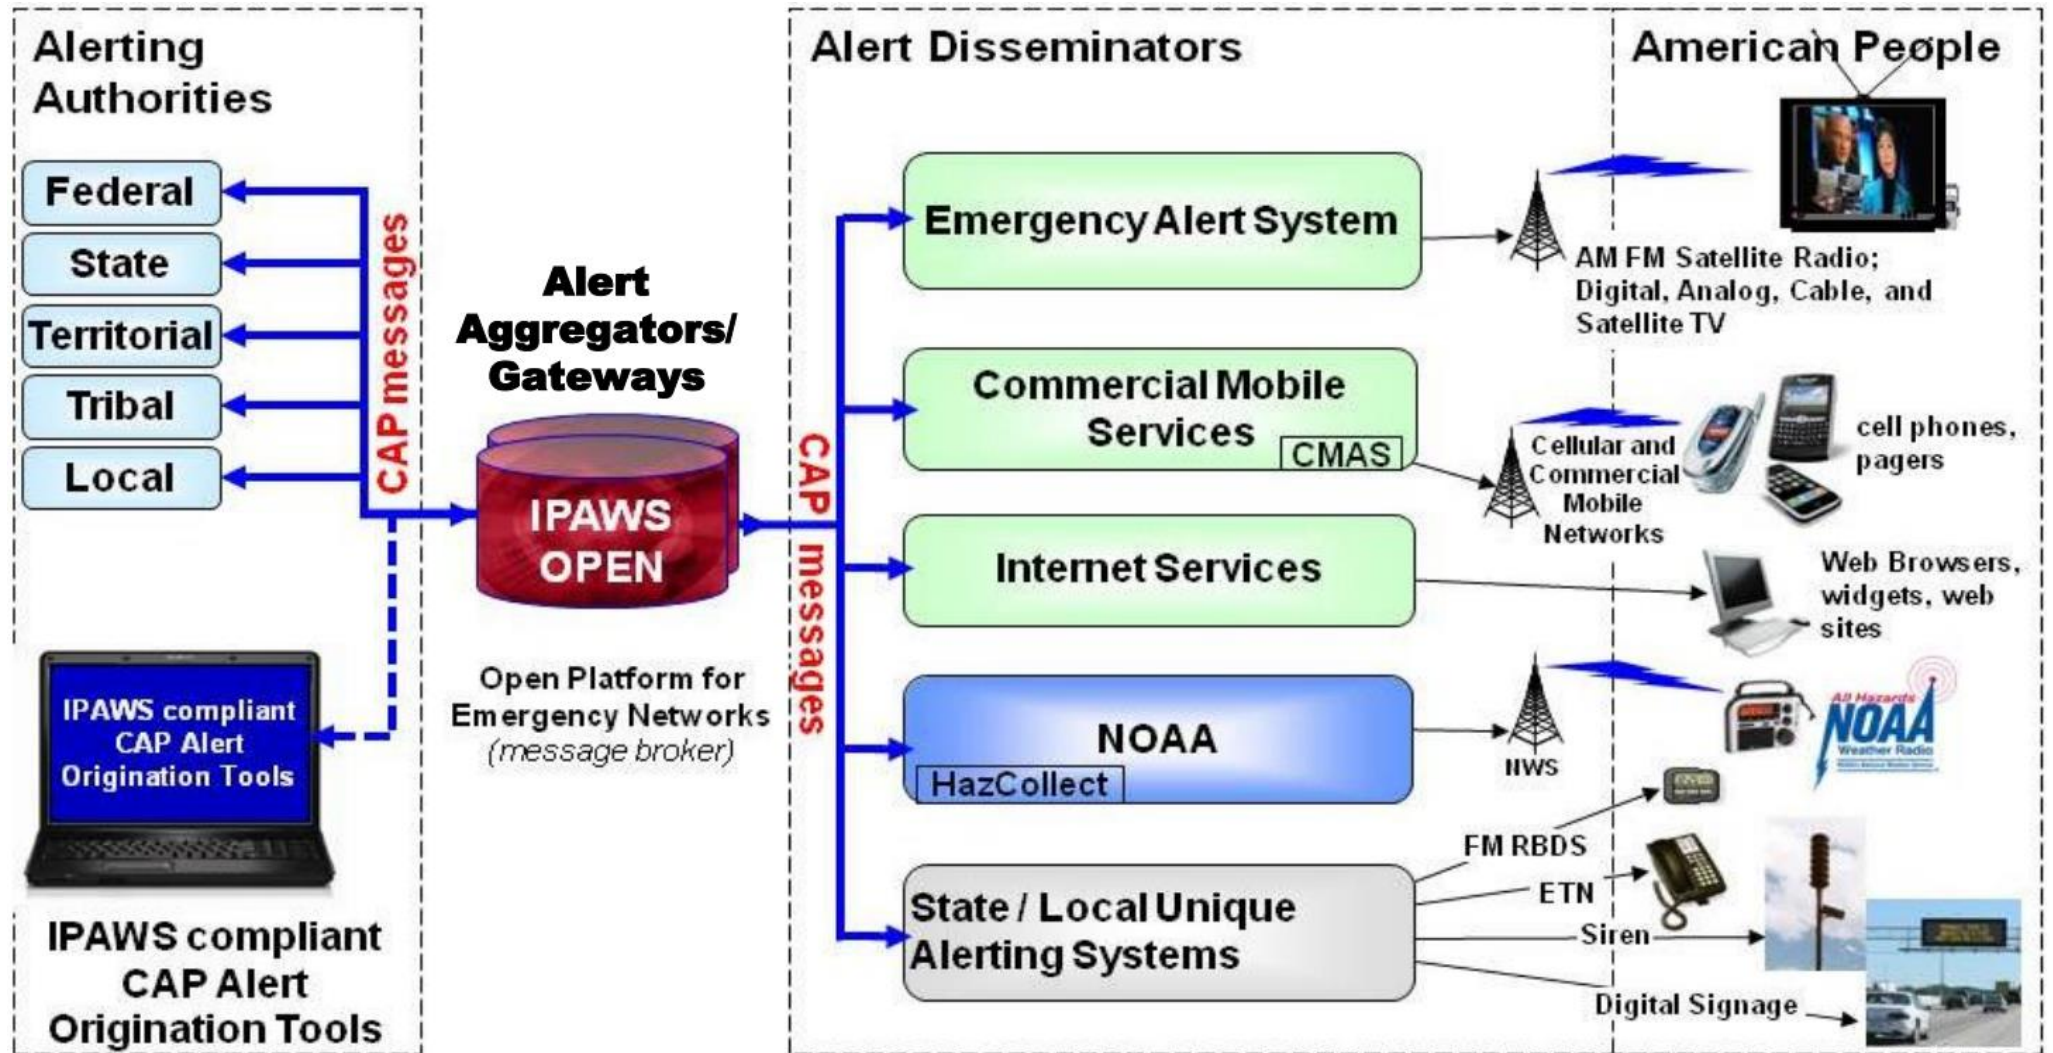 Alerting
Authorities
Federal
State
Territorial
Tribal
Local
CAP messages
IPAWS compliant
CAP Alert
Origination Tools
IPAWS compliant
CAP Alert
Origination Tools
Alert
Aggregators/
Gateways
IPAWS
OPEN
Open Platform for
Emergency Networks
(message broker)
CAP messages
Alert Disseminators
Emergency Alert System
Commercial Mobile
Services
CMAS
Internet Services
NOAA
HazCollect
State / Local Unique
Alerting Systems
American People
AM FM Satellite Radio;
Digital, Analog, Cable, and
Satellite TV
Cellular and
Commercial
Mobile
Networks
cell phones,
pagers
Web Browsers,
widgets, web
sites
NWS
All Hazards
NOAA
Weather Radio
FM RBDS
ETN
Siren
Digital Signage